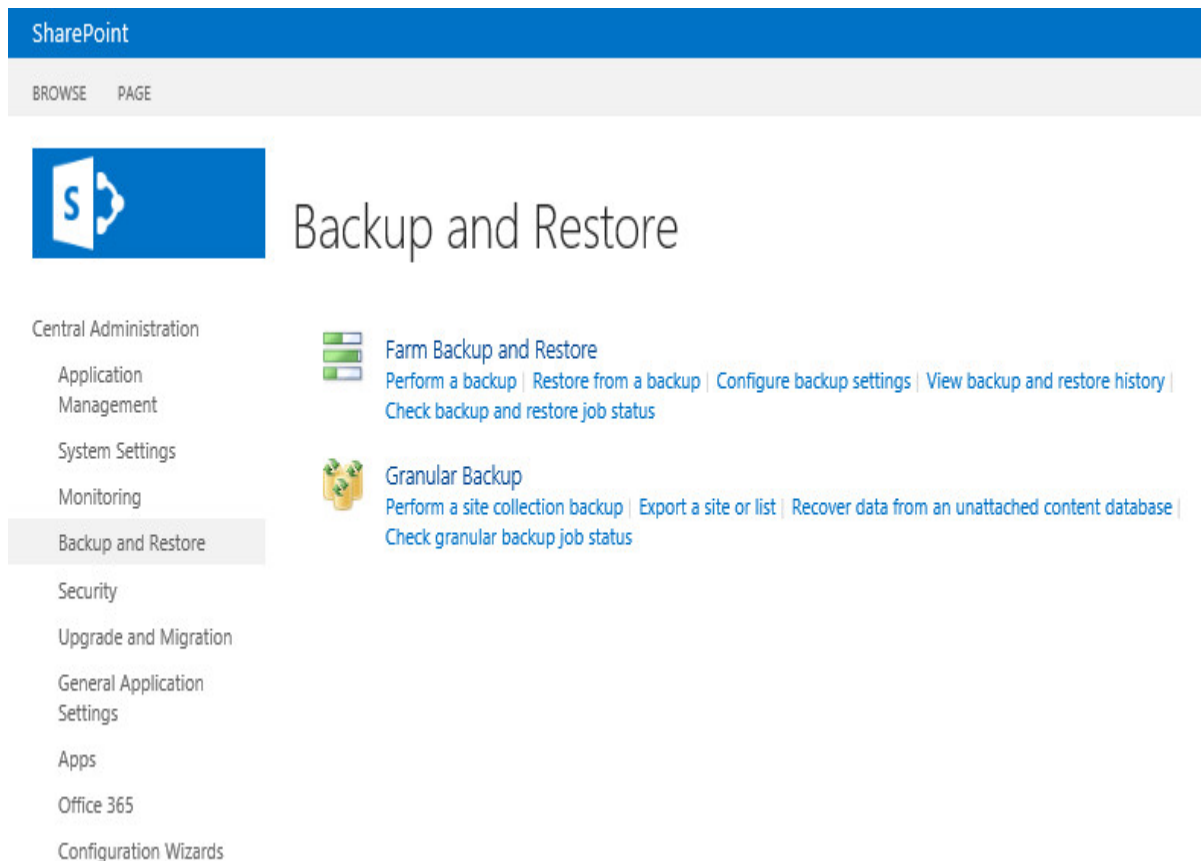 SharePoint
BROWSE PAGE
S
Backup and Restore
Central Administration
Application
Management
System Settings
Monitoring
Backup and Restore
Security
Upgrade and Migration
General Application
Settings
Apps
Office 365
Configuration Wizards
Farm Backup and Restore
Perform a backup | Restore from a backup | Configure backup settings | View backup and restore history |
Check backup and restore job status
Granular Backup
Perform a site collection backup | Export a site or list | Recover data from an unattached content database |
Check granular backup job status